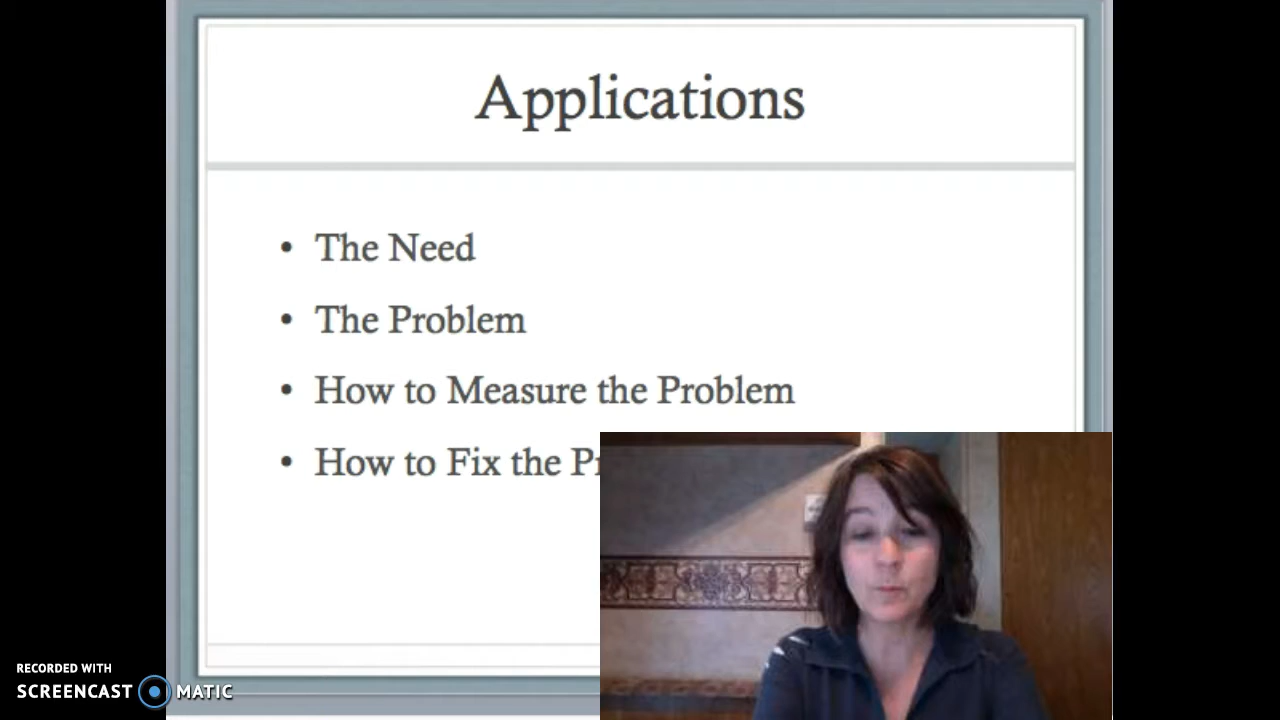 Applications
• The Need
• The Problem
• How to Measure the Problem
• How to Fix the
RECORDED WITH
SCREENCAST MATIC